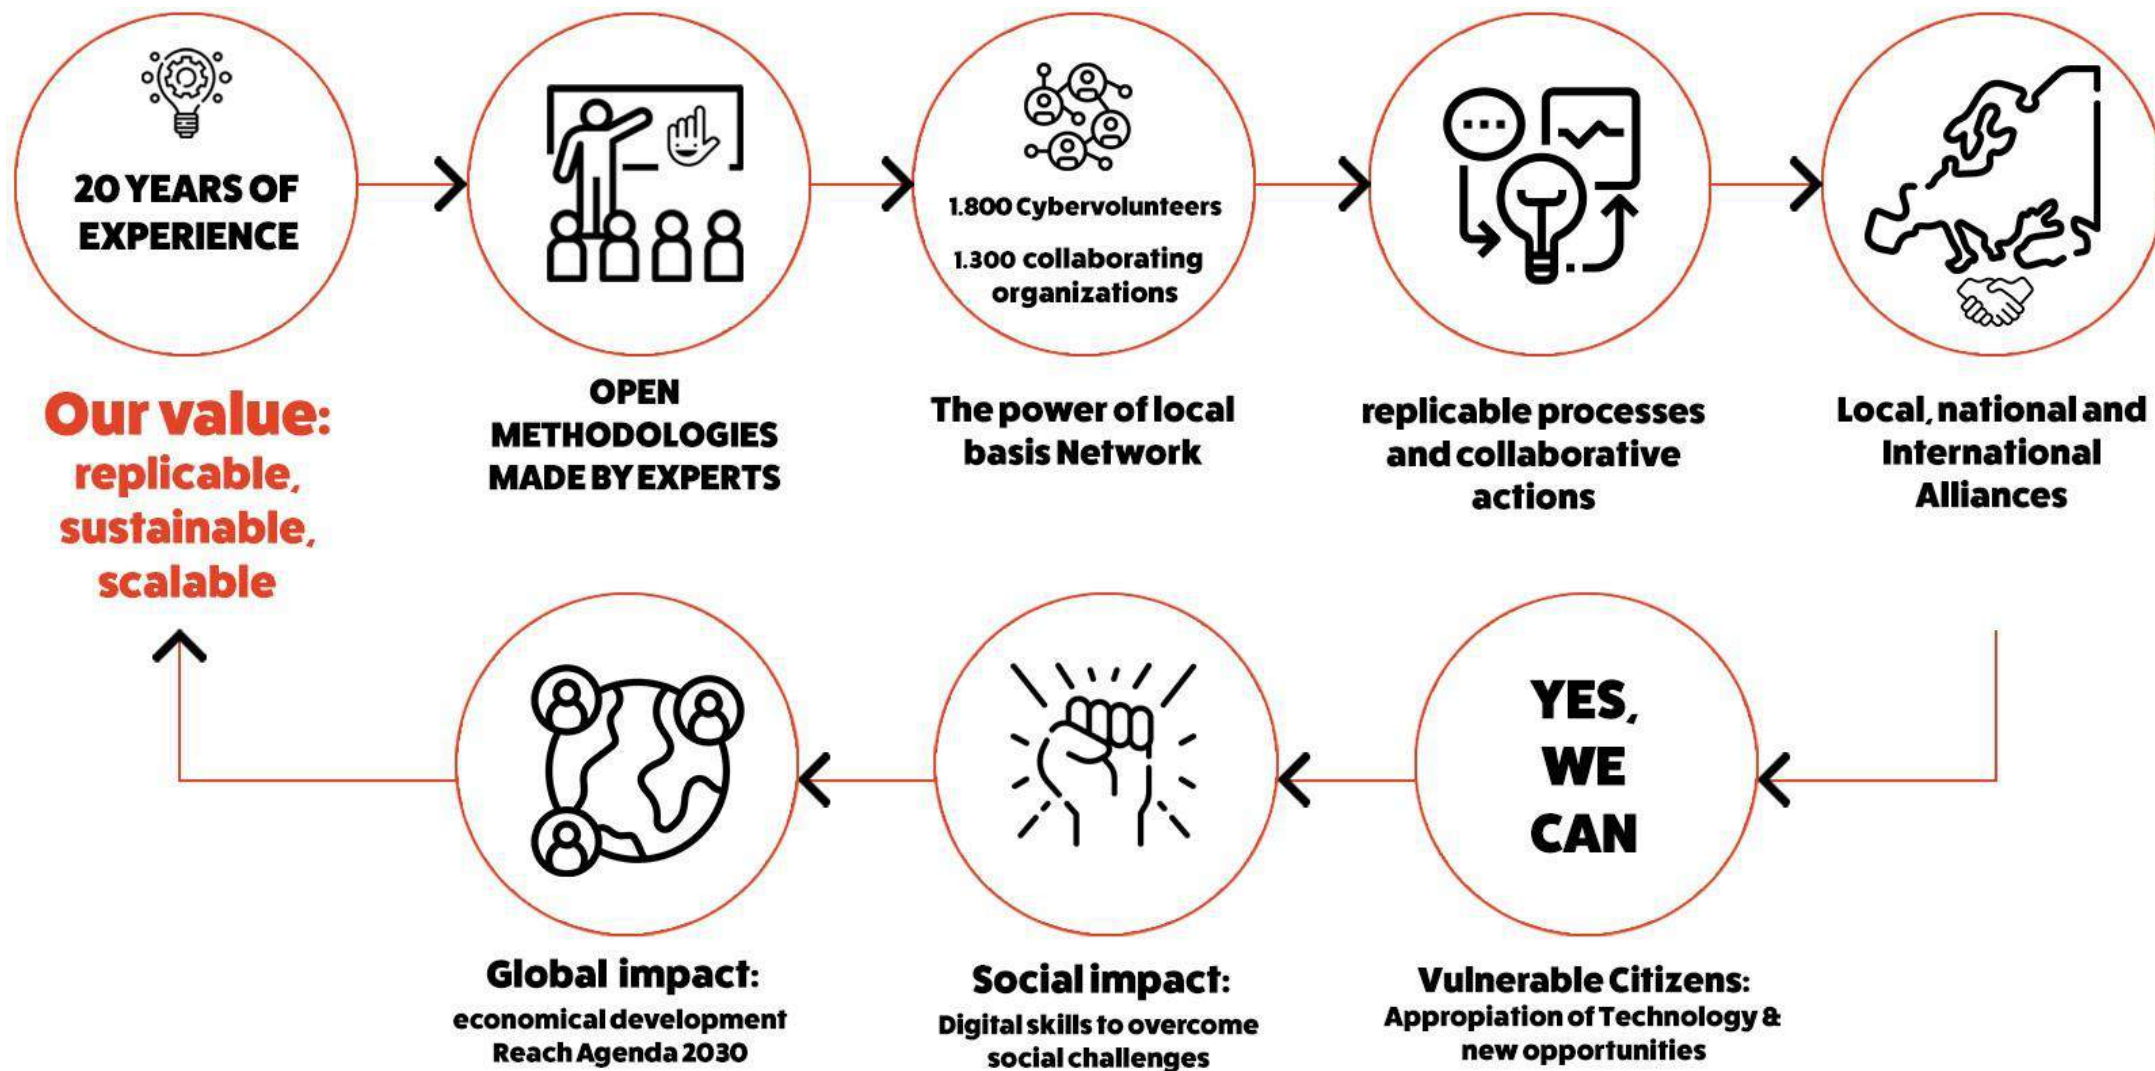 20 YEARS OF
EXPERIENCE
Our value:
replicable,
sustainable,
scalable
OPEN
METHODOLOGIES
MADE BY EXPERTS
1.800 Cybervolunteers
1.300 collaborating
organizations
The power of local
basis Network
replicable processes
and collaborative
actions
Local, national and
International
Alliances
YES,
WE
CAN
Vulnerable Citizens:
Appropiation of Technology &
new opportunities
Social impact:
Digital skills to overcome
social challenges
Global impact:
economical development
Reach Agenda 2030